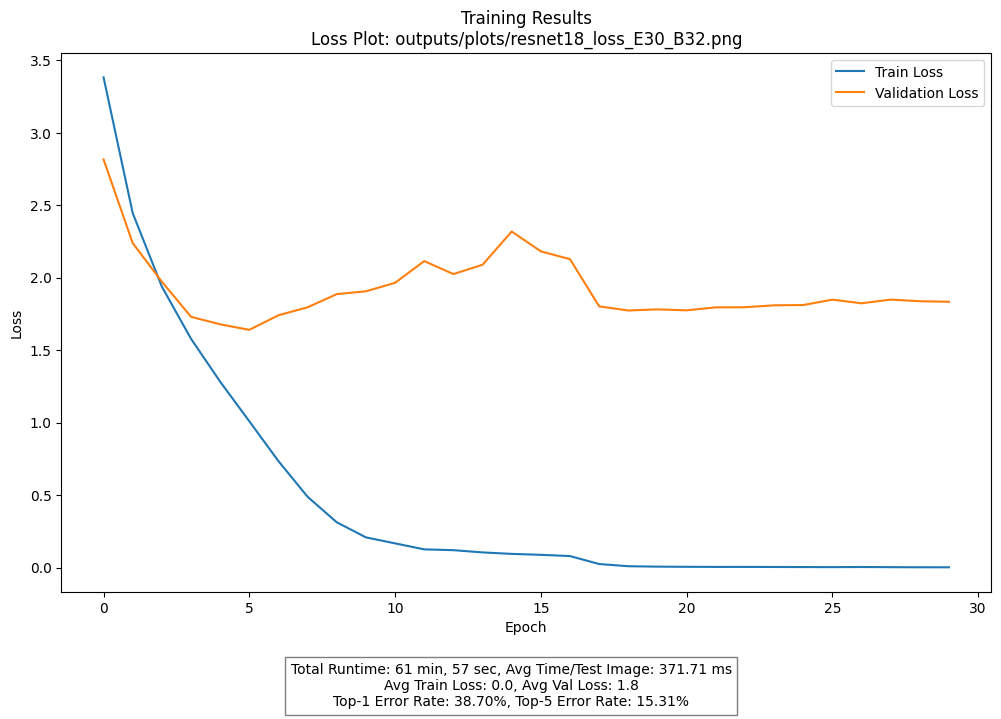 Training Results
Loss Plot: outputs/plots/resnet18_loss_E30_B32.png
Train Loss
Validation Loss
3.5
3.0
2.5
2.0
1.5
1.0
0.5
0.0
Loss
0 5 10 15 20 25 30
Epoch
Total Runtime: 61 min, 57 sec, Avg Time/Test Image: 371.71 ms
Avg Train Loss: 0.0, Avg Val Loss: 1.8
Top-1 Error Rate: 38.70%, Top-5 Error Rate: 15.31%